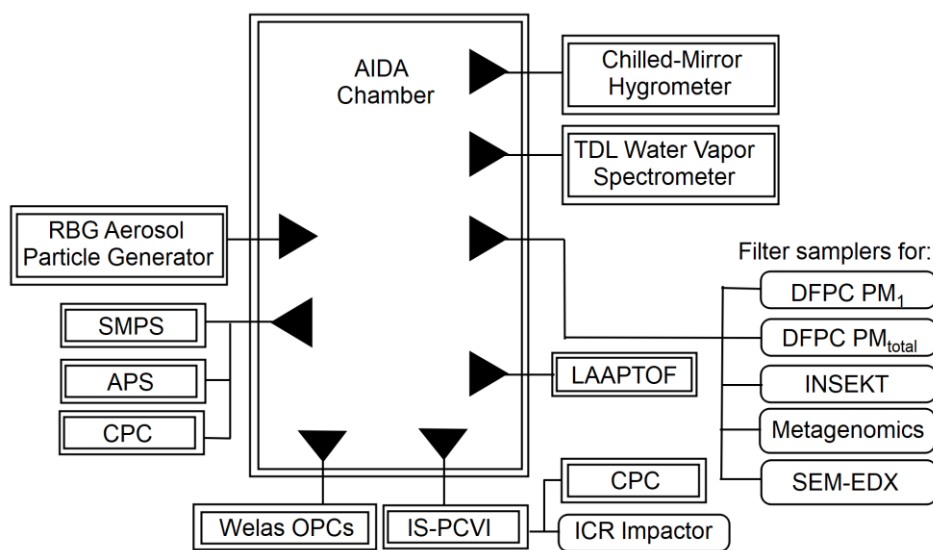 AIDA
Chamber
Chilled-Mirror
Hygrometer
TDL Water Vapor
Spectrometer
RBG Aerosol
Particle Generator
SMPS
APS
CPC
Filter samplers for:
DFPC PM₁
DFPC PMₜₒₜₐₗ
INSEKT
Metagenomics
SEM-EDX
LAAPTOF
Welas OPCs
IS-PCVI
CPC
ICR Impactor